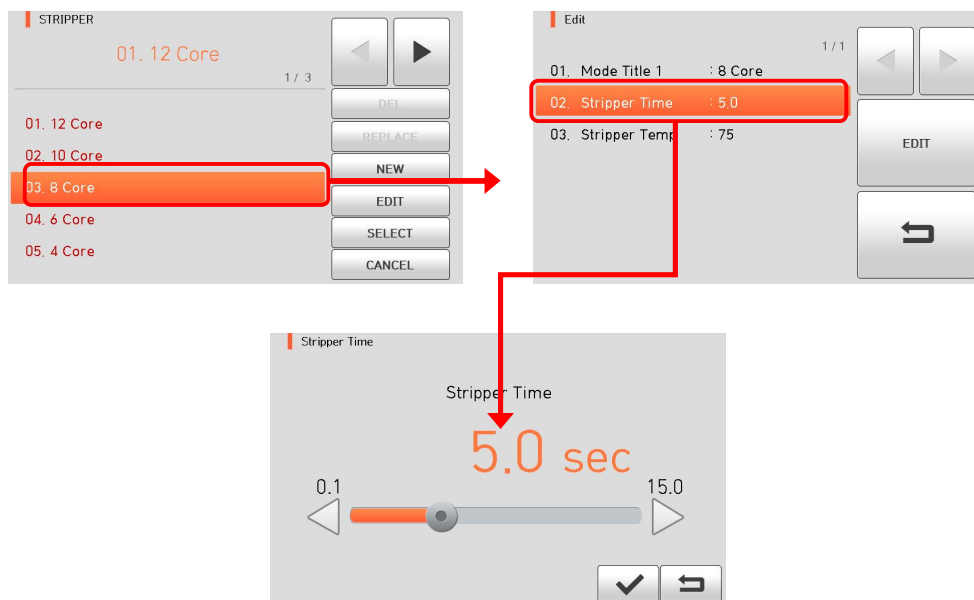 STRIPPER
01. 12 Core
1 / 3
01. 12 Core
02. 10 Core
03. 8 Core
04. 6 Core
05. 4 Core
DEL
REPLACE
NEW
EDIT
SELECT
CANCEL
Edit
1 / 1
01. Mode Title 1 : 8 Core
02. Stripper Time : 5.0
03. Stripper Temp : 75
EDIT
Stripper Time
Stripper Time
5.0 sec
0.1
15.0